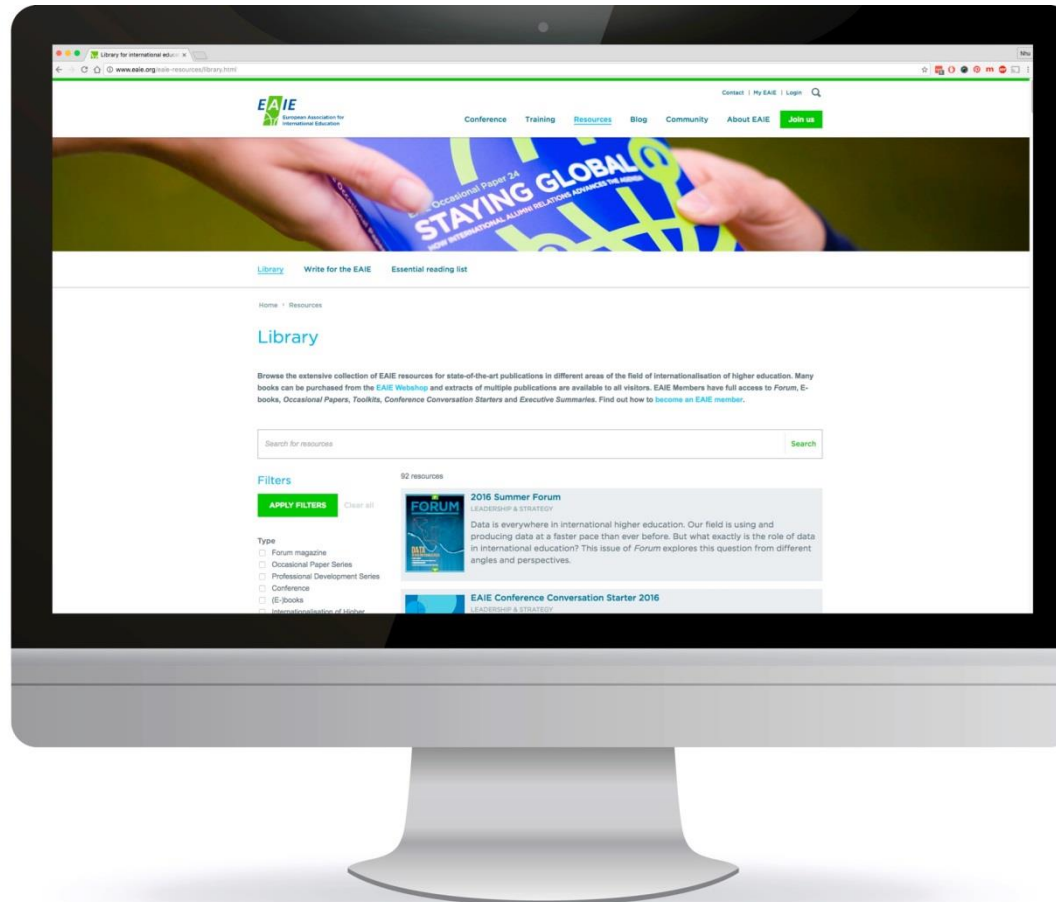 Library for international educ
Nhu
www.eaie.org/eaie-resources/library.html
Contact | My EAIE | Login
EAIE
European Association for
International Education
Conference Training Resources Blog Community About EAIE Join us
EAIE Occasional Paper 24
STAYING GLOBAL
HOW INTERNATIONAL ALUMNI RELATIONS ADVANCES THE AGENDA
Library Write for the EAIE Essential reading list
Home › Resources
Library
Browse the extensive collection of EAIE resources for state-of-the-art publications in different areas of the field of internationalisation of higher education. Many
books can be purchased from the EAIE Webshop and extracts of multiple publications are available to all visitors. EAIE Members have full access to Forum, E-
books, Occasional Papers, Toolkits, Conference Conversation Starters and Executive Summaries. Find out how to become an EAIE member.
Search for resources Search
Filters
APPLY FILTERS Clear all
Type
Forum magazine
Occasional Paper Series
Professional Development Series
Conference
(E-)books
Internationalisation of Higher
92 resources
FORUM
DATA
2016 Summer Forum
LEADERSHIP & STRATEGY
Data is everywhere in international higher education. Our field is using and
producing data at a faster pace than ever before. But what exactly is the role of data
in international education? This issue of Forum explores this question from different
angles and perspectives.
EAIE Conference Conversation Starter 2016
LEADERSHIP & STRATEGY